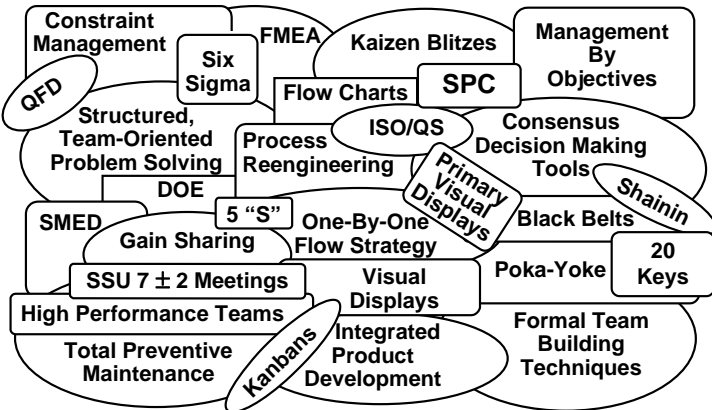 Constraint
Management
FMEA
Kaizen Blitzes
Management
By
Objectives
Six
Sigma
QFD
Flow Charts
SPC
Structured,
Team-Oriented
Problem Solving
Process
Reengineering
ISO/QS
Consensus
Decision Making
Tools
DOE
Primary
Visual
Displays
Shainin
SMED
5 “S”
Gain Sharing
One-By-One
Flow Strategy
Black Belts
SSU 7 ± 2 Meetings
Visual
Displays
Poka-Yoke
20
Keys
High Performance Teams
Total Preventive
Maintenance
Kanbans
Integrated
Product
Development
Formal Team
Building
Techniques